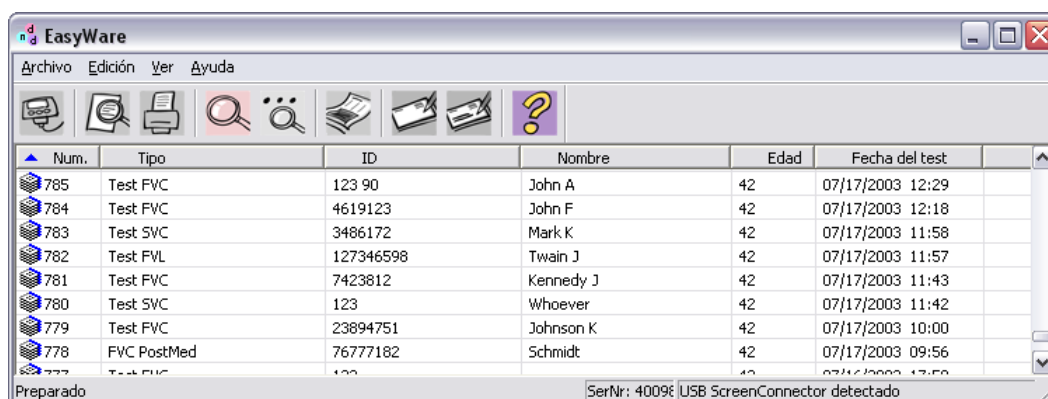 EasyWare
Archivo Edición Ver Ayuda
Num. Tipo ID Nombre Edad Fecha del test
785 Test FVC 123 90 John A 42 07/17/2003 12:29
784 Test FVC 4619123 John F 42 07/17/2003 12:18
783 Test SVC 3486172 Mark K 42 07/17/2003 11:58
782 Test FVL 127346598 Twain J 42 07/17/2003 11:57
781 Test FVC 7423812 Kennedy J 42 07/17/2003 11:43
780 Test SVC 123 Whoever 42 07/17/2003 11:42
779 Test FVC 23894751 Johnson K 42 07/17/2003 10:00
778 FVC PostMed 76777182 Schmidt 42 07/17/2003 09:56
Preparado SerNr: 40098 USB ScreenConnector detectado